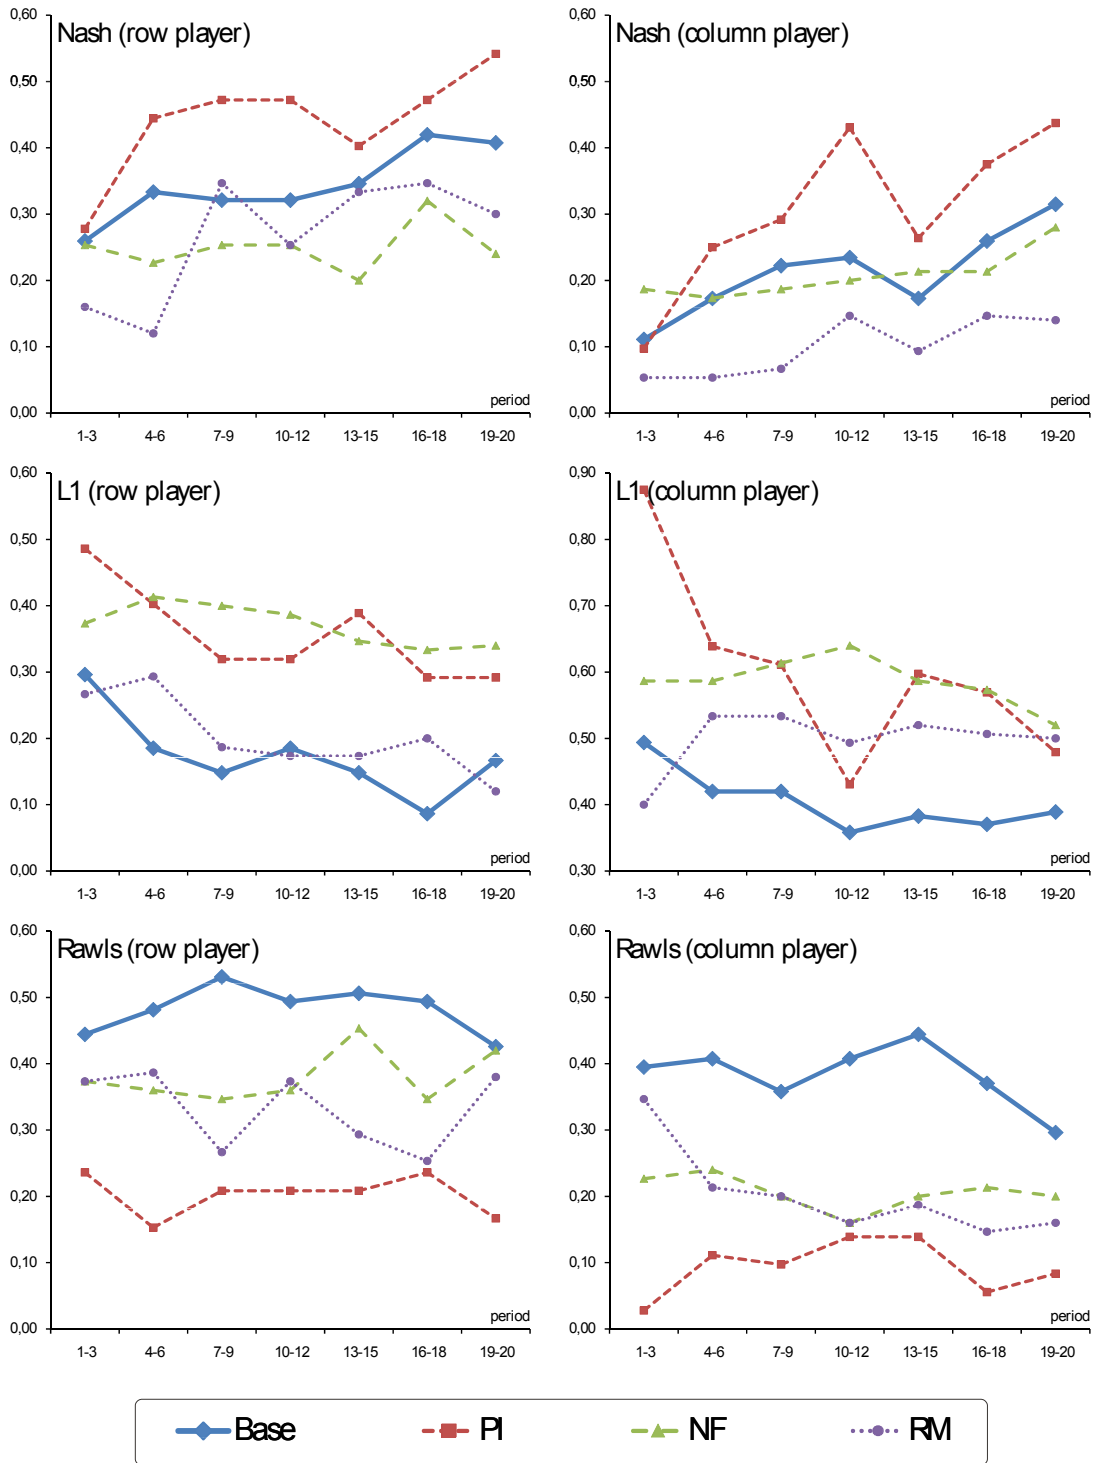 Nash (row player)
0,60
0,50
0,40
0,30
0,20
0,10
0,00
period
1-3 4-6 7-9 10-12 13-15 16-18 19-20
Nash (column player)
0,60
0,50
0,40
0,30
0,20
0,10
0,00
period
1-3 4-6 7-9 10-12 13-15 16-18 19-20
L1 (row player)
0,60
0,50
0,40
0,30
0,20
0,10
0,00
period
1-3 4-6 7-9 10-12 13-15 16-18 19-20
L1 (column player)
0,90
0,80
0,70
0,60
0,50
0,40
0,30
period
1-3 4-6 7-9 10-12 13-15 16-18 19-20
Rawls (row player)
0,60
0,50
0,40
0,30
0,20
0,10
0,00
period
1-3 4-6 7-9 10-12 13-15 16-18 19-20
Rawls (column player)
0,60
0,50
0,40
0,30
0,20
0,10
0,00
period
1-3 4-6 7-9 10-12 13-15 16-18 19-20
Base PI NF RM